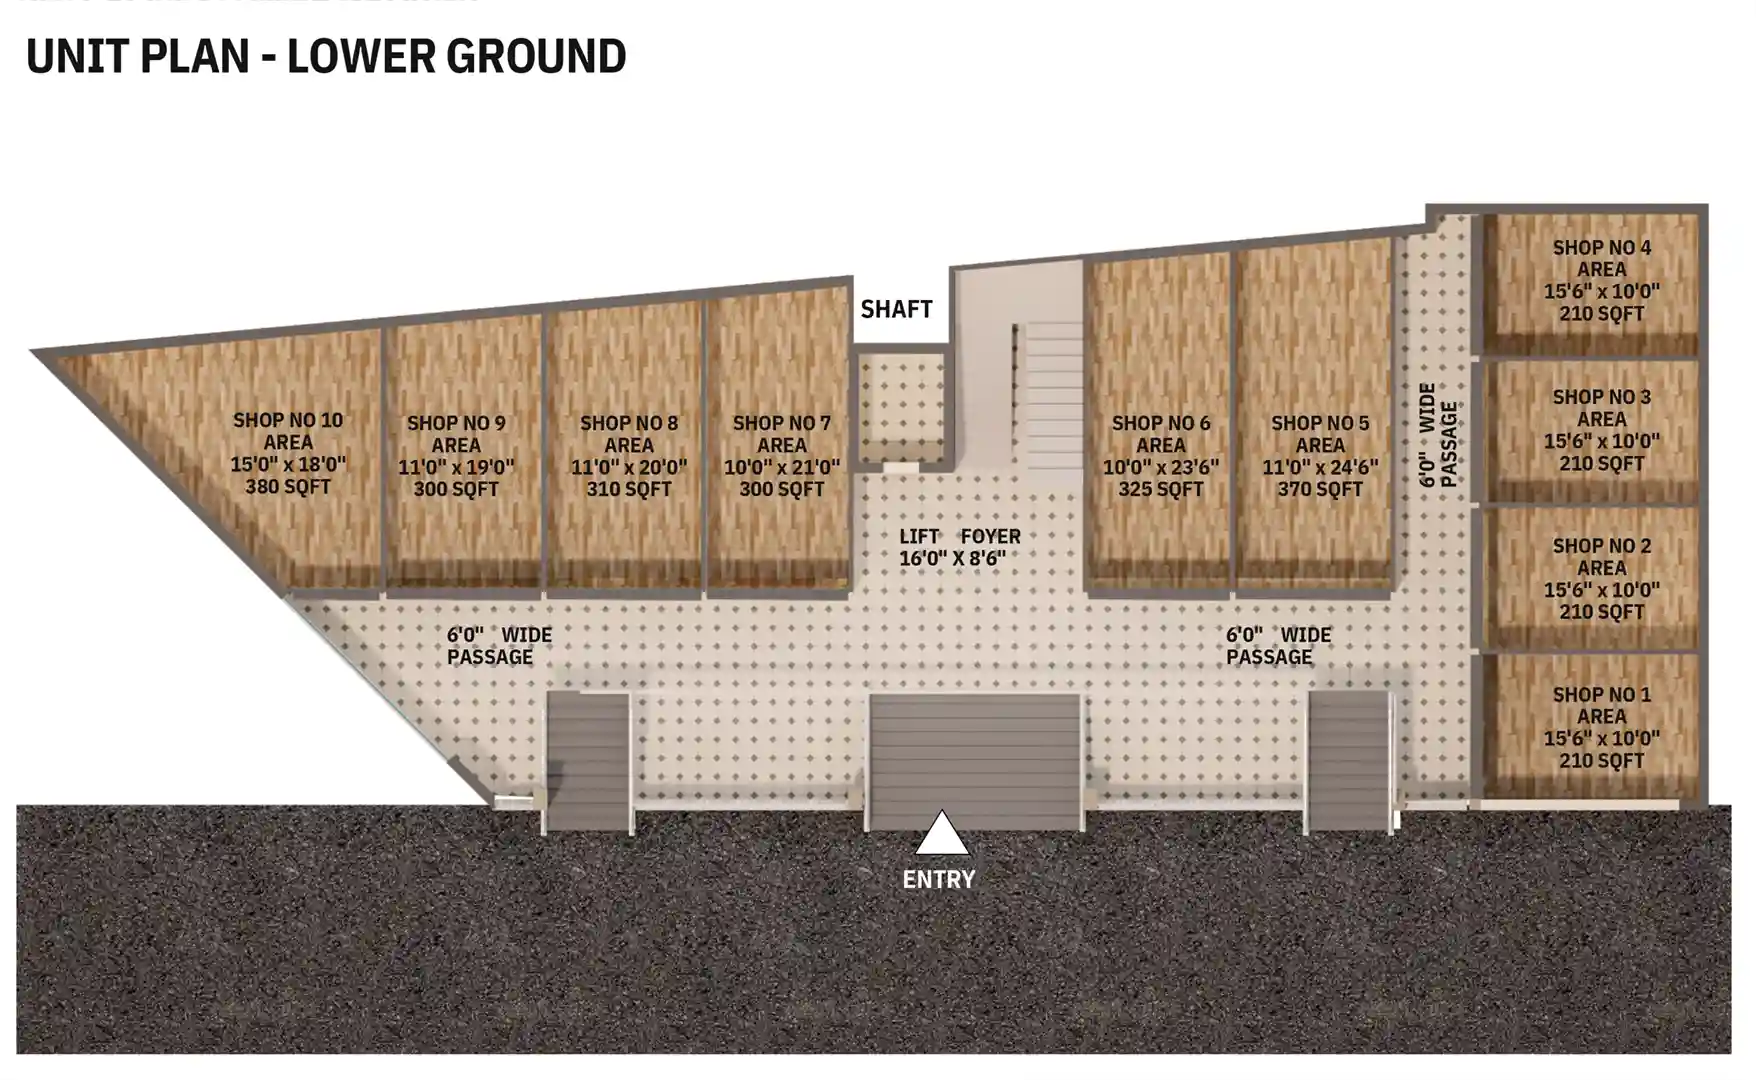 UNIT PLAN - LOWER GROUND
SHAFT
SHOP NO 4
AREA
15'6" x 10'0"
210 SQFT
SHOP NO 3
AREA
15'6" x 10'0"
210 SQFT
SHOP NO 10
AREA
15'0" x 18'0"
380 SQFT
SHOP NO 9
AREA
11'0" x 19'0"
300 SQFT
SHOP NO 8
AREA
11'0" x 20'0"
310 SQFT
SHOP NO 7
AREA
10'0" x 21'0"
300 SQFT
SHOP NO 6
AREA
10'0" x 23'6"
325 SQFT
SHOP NO 5
AREA
11'0" x 24'6"
370 SQFT
6'0" WIDE
PASSAGE
LIFT FOYER
16'0" X 8'6"
SHOP NO 2
AREA
15'6" x 10'0"
210 SQFT
6'0" WIDE
PASSAGE
6'0" WIDE
PASSAGE
SHOP NO 1
AREA
15'6" x 10'0"
210 SQFT
ENTRY